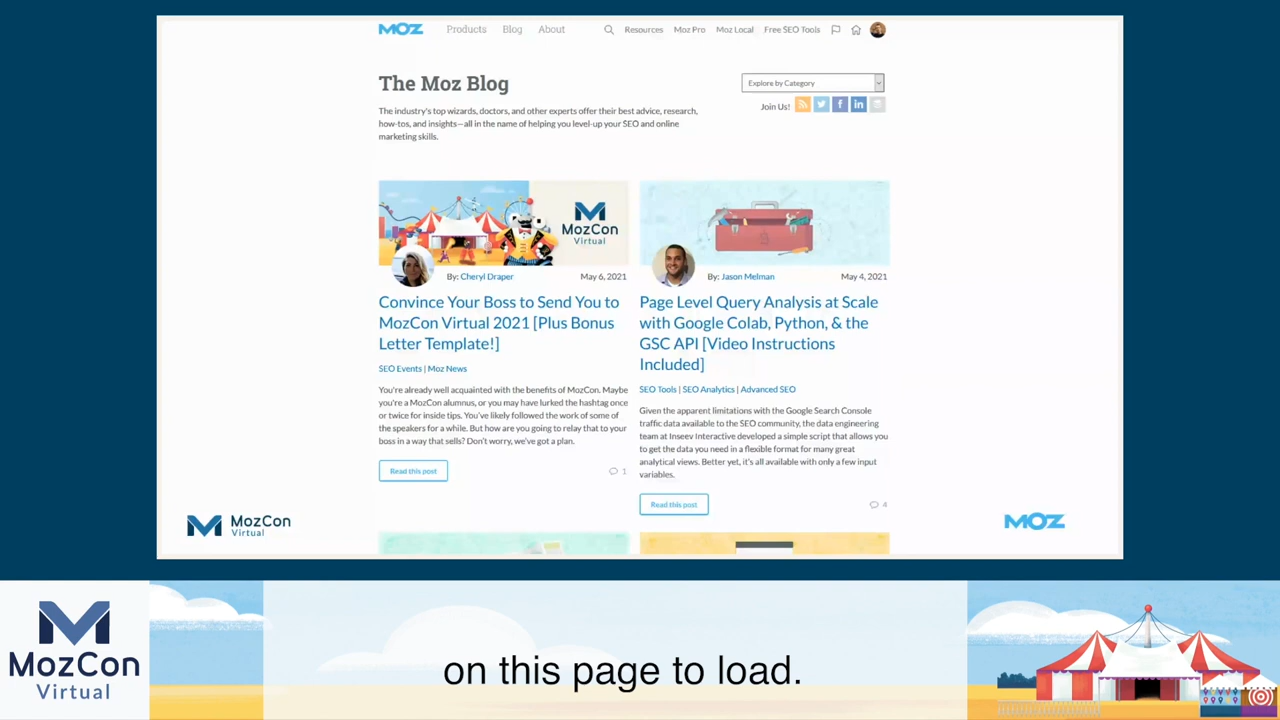 MOZ
Products Blog About
Resources Moz Pro Moz Local Free SEO Tools
The Moz Blog
Explore by Category
Join Us!
The industry's top wizards, doctors, and other experts offer their best advice, research,
how-tos, and insights—all in the name of helping you level-up your SEO and online
marketing skills.
MozCon
Virtual
By: Cheryl Draper May 6, 2021
Convince Your Boss to Send You to
MozCon Virtual 2021 [Plus Bonus
Letter Template!]
SEO Events | Moz News
You're already well acquainted with the benefits of MozCon. Maybe
you're a MozCon alumnus, or you may have lurked the hashtag once
or twice for inside tips. You've likely followed the work of some of
the speakers for a while. But how are you going to relay that to your
boss in a way that sells? Don't worry, we've got a plan.
Read this post
1
By: Jason Melman May 4, 2021
Page Level Query Analysis at Scale
with Google Colab, Python, & the
GSC API [Video Instructions
Included]
SEO Tools | SEO Analytics | Advanced SEO
Given the apparent limitations with the Google Search Console
traffic data available to the SEO community, the data engineering
team at Inseev Interactive developed a simple script that allows you
to get the data you need in a flexible format for many great
analytical views. Better yet, it's all available with only a few input
variables.
Read this post
4
MozCon
Virtual
MOZ
MozCon
Virtual
on this page to load.